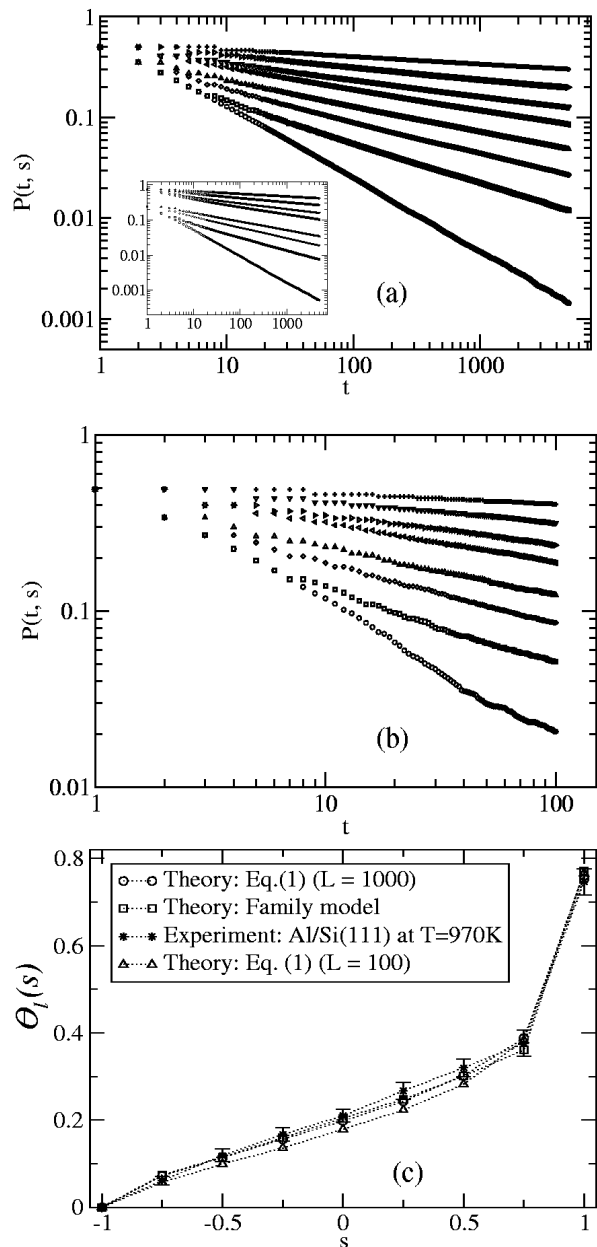 1
0.1
0.01
0.001
P(t, s)
1
0.1
0.01
0.001
1 10 100 1000
(a)
1 10 100 1000
t
1
0.1
0.01
P(t, s)
(b)
1 10 100
t
0.8
0.6
0.4
0.2
0
θl(s)
Theory: Eq.(1) (L = 1000)
Theory: Family model
Experiment: Al/Si(111) at T=970K
Theory: Eq. (1) (L = 100)
(c)
-1 -0.5 0 0.5 1
s